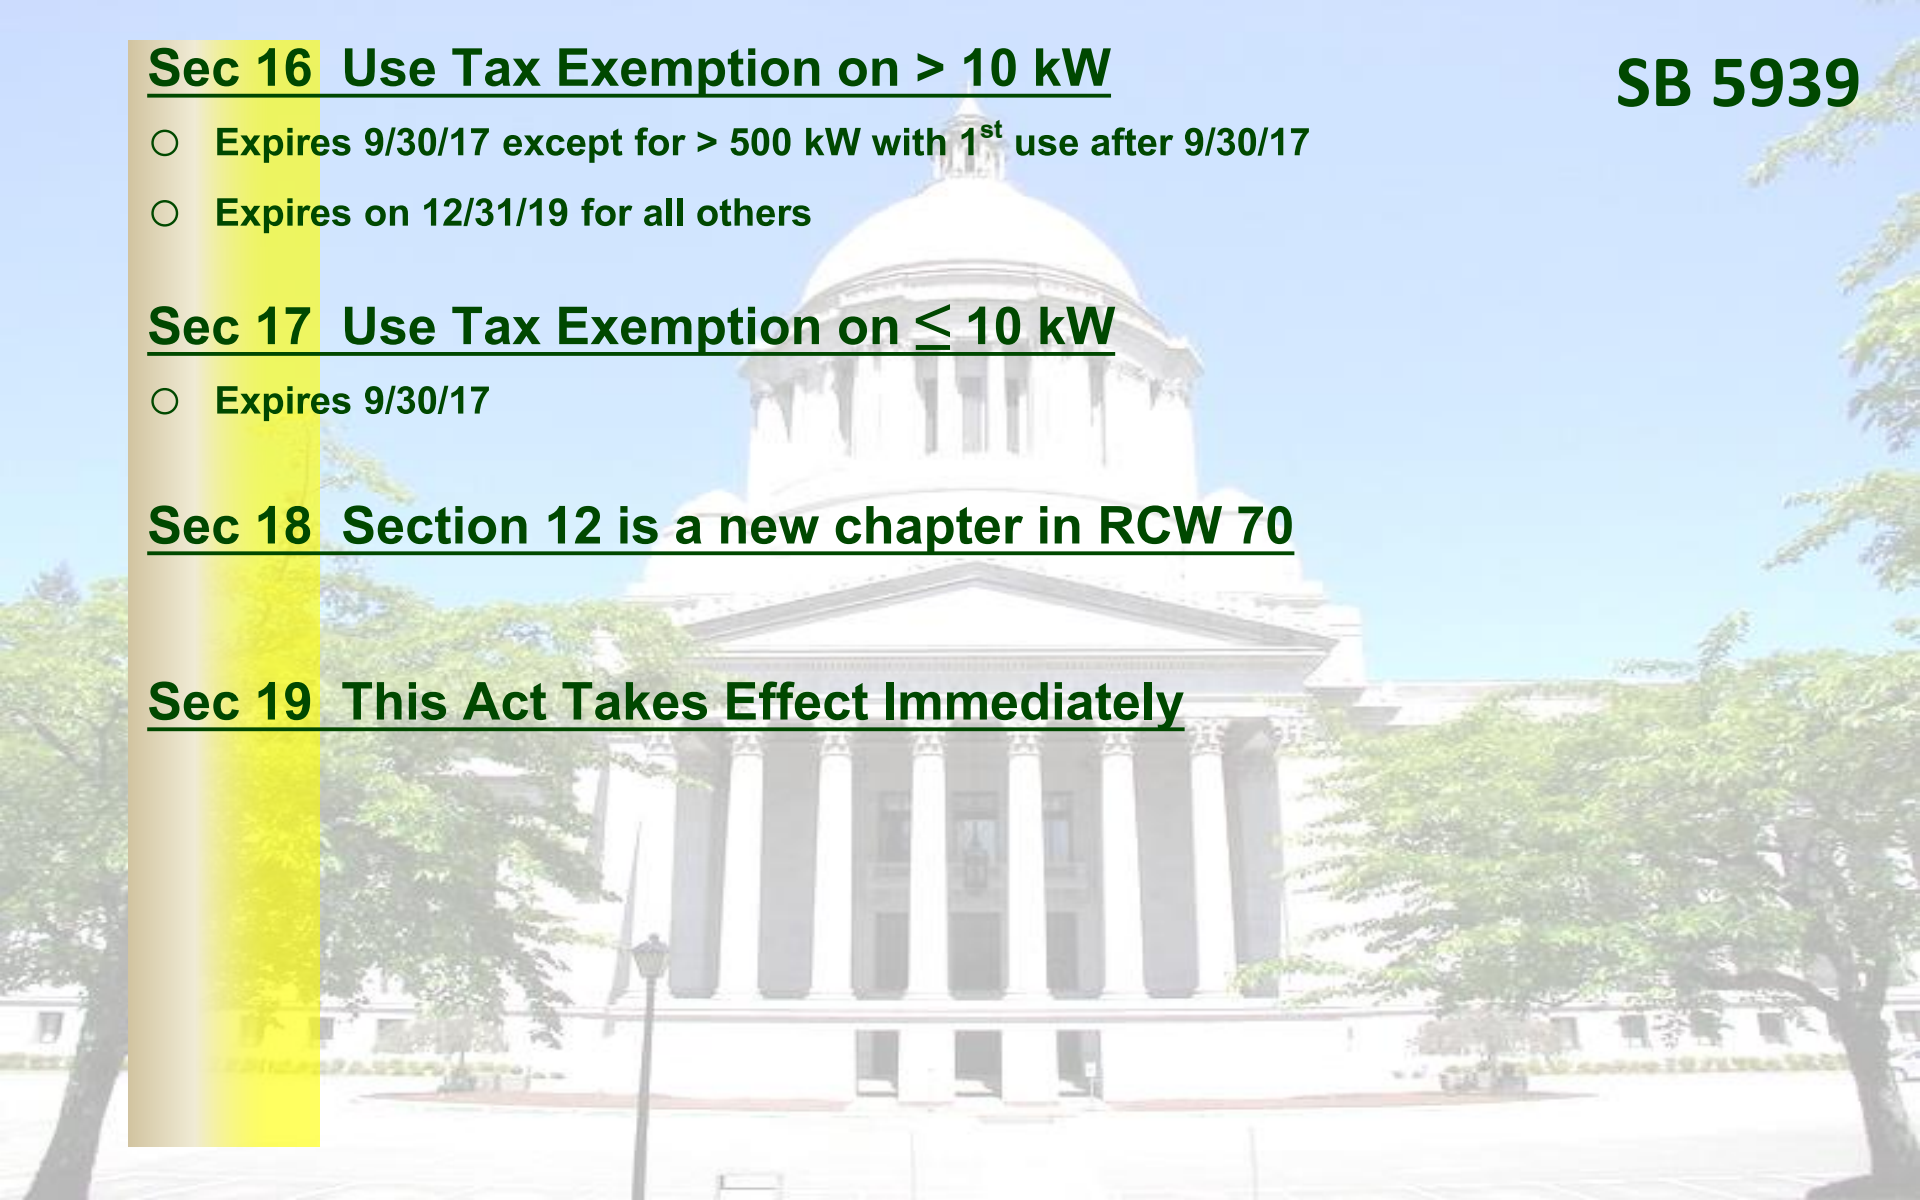 SB 5939
Sec 16 Use Tax Exemption on > 10 kW
○ Expires 9/30/17 except for > 500 kW with 1st use after 9/30/17
○ Expires on 12/31/19 for all others
Sec 17 Use Tax Exemption on ≤ 10 kW
○ Expires 9/30/17
Sec 18 Section 12 is a new chapter in RCW 70
Sec 19 This Act Takes Effect Immediately